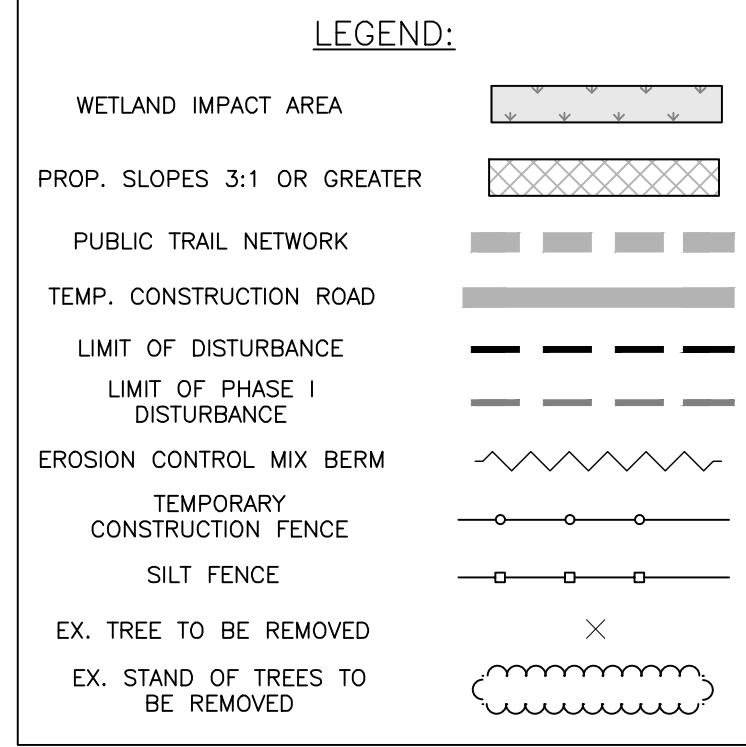 LEGEND:
WETLAND IMPACT AREA
PROP. SLOPES 3:1 OR GREATER
PUBLIC TRAIL NETWORK
TEMP. CONSTRUCTION ROAD
LIMIT OF DISTURBANCE
LIMIT OF PHASE I
DISTURBANCE
EROSION CONTROL MIX BERM
TEMPORARY
CONSTRUCTION FENCE
SILT FENCE
EX. TREE TO BE REMOVED
EX. STAND OF TREES TO
BE REMOVED